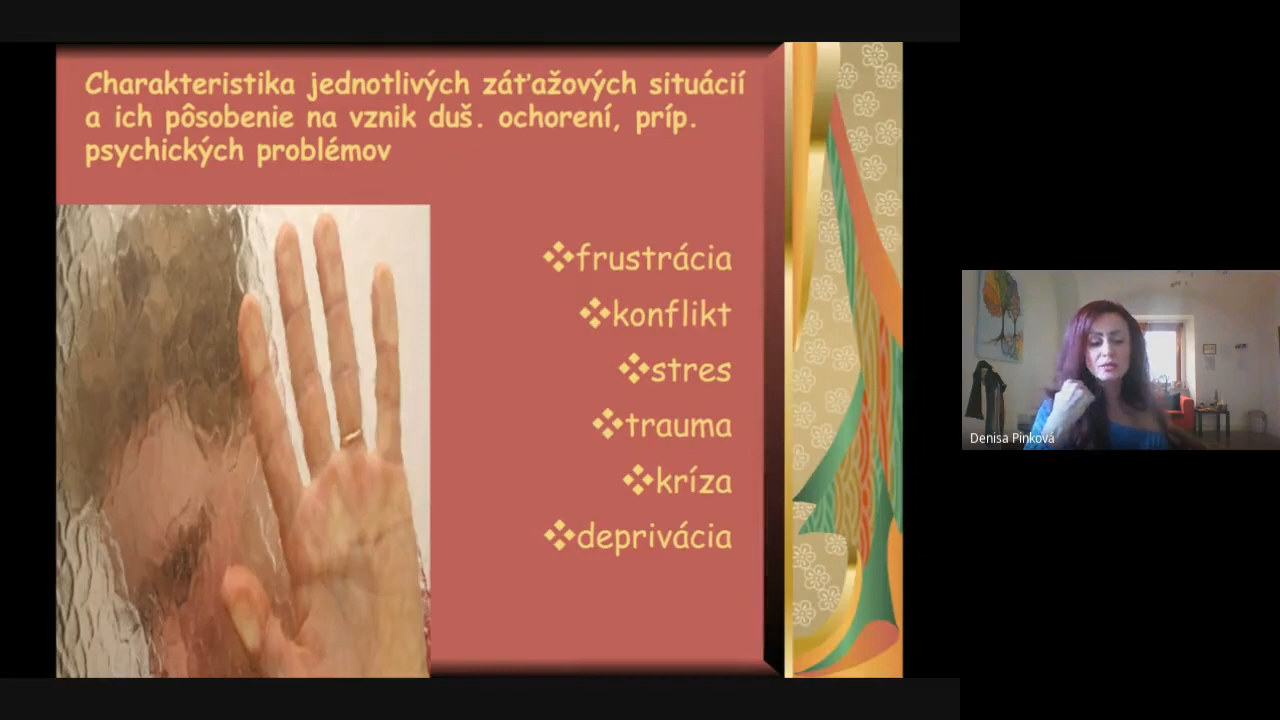 Charakteristika jednotlivých záťažových situácií
a ich pôsobenie na vznik duš. ochorení, príp.
psychických problémov
❖frustrácia
❖konflikt
❖stres
❖trauma
❖kríza
❖deprivácia
Denisa Pinková